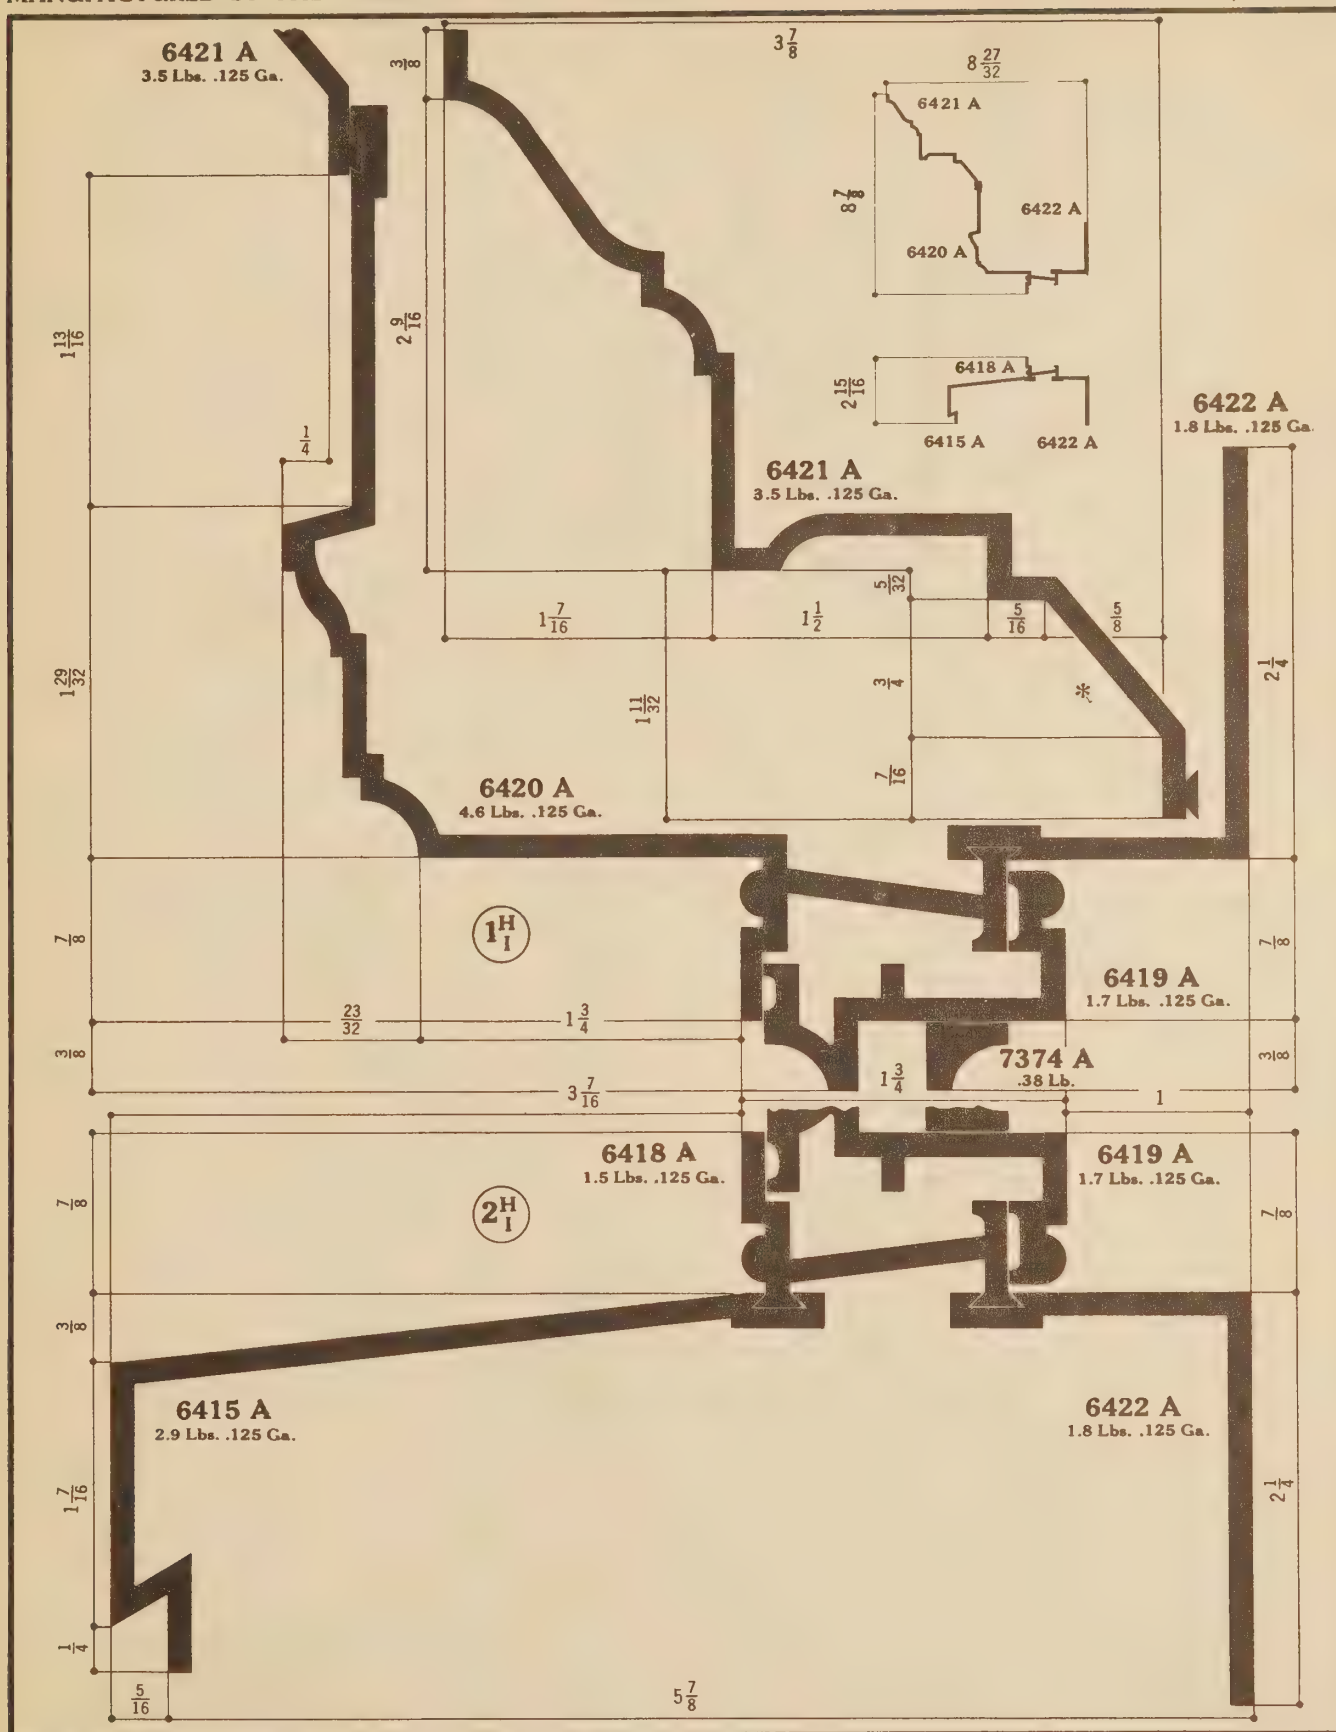 6421 A
3.5 Lbs. .125 Ga.
3/8
3 7/8
8 27/32
6421 A
8 7/8
6422 A
6420 A
1 13/16
2 9/16
1/4
2 15/16
6418 A
6415 A
6422 A
6422 A
1.8 Lbs. .125 Ga.
6421 A
3.5 Lbs. .125 Ga.
5/32
1 7/16
1 1/2
5/16
5/8
1 29/32
1 11/32
3/4
*
2 1/4
7/16
6420 A
4.6 Lbs. .125 Ga.
7/8
1 H I
7/8
6419 A
1.7 Lbs. .125 Ga.
23/32
1 3/4
3/8
7374 A
.38 Lb.
3/8
3 7/16
1 3/4
1
6418 A
1.5 Lbs. .125 Ga.
6419 A
1.7 Lbs. .125 Ga.
7/8
2 H I
7/8
3/8
6415 A
2.9 Lbs. .125 Ga.
6422 A
1.8 Lbs. .125 Ga.
1 7/16
2 1/4
1/4
5/16
5 7/8